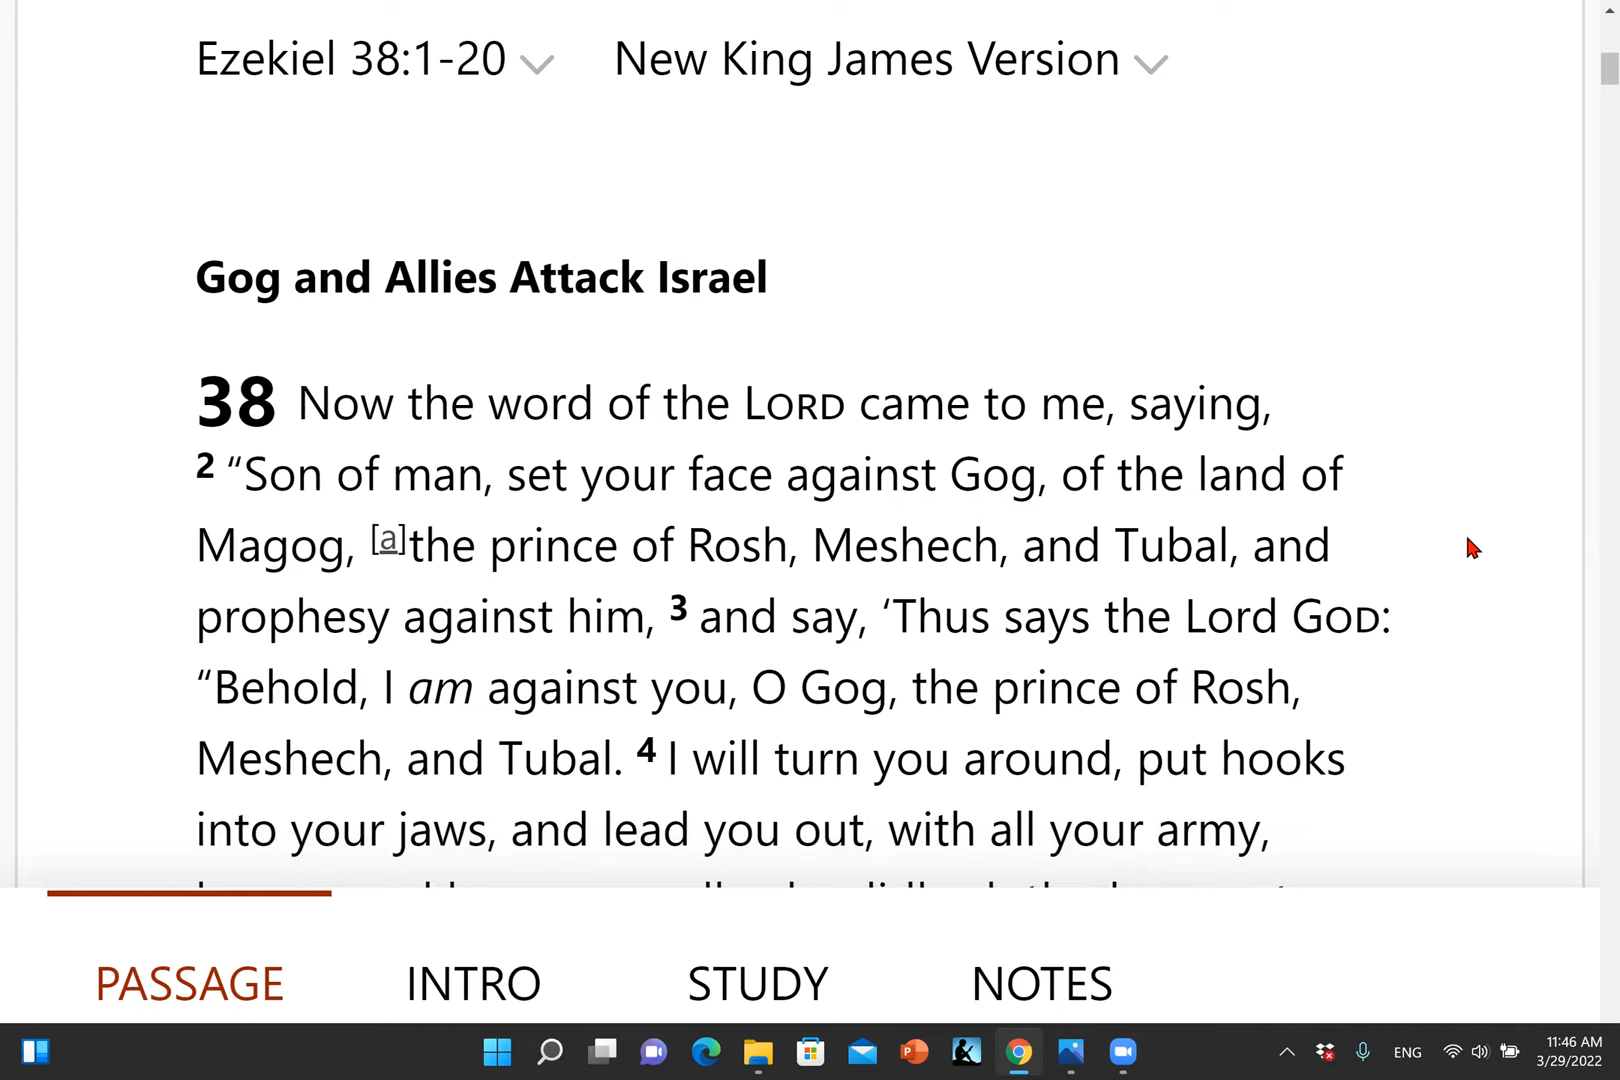 Ezekiel 38:1-20 New King James Version
Gog and Allies Attack Israel
38 Now the word of the LORD came to me, saying,
2 “Son of man, set your face against Gog, of the land of
Magog, [a]the prince of Rosh, Meshech, and Tubal, and
prophesy against him, 3 and say, ‘Thus says the Lord GOD:
“Behold, I am against you, O Gog, the prince of Rosh,
Meshech, and Tubal. 4 I will turn you around, put hooks
into your jaws, and lead you out, with all your army,
PASSAGE INTRO STUDY NOTES
ENG
11:46 AM
3/29/2022